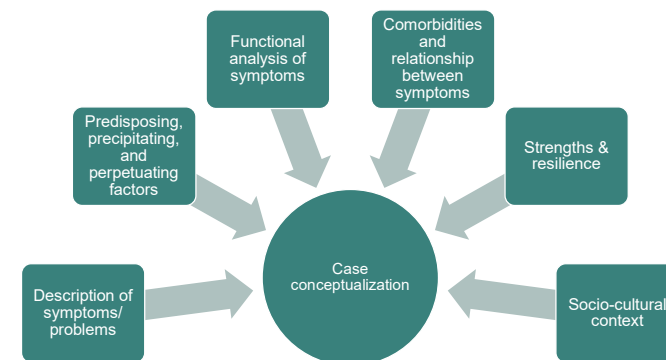 Functional
analysis of
symptoms
Comorbidities
and
relationship
between
symptoms
Predisposing,
precipitating,
and
perpetuating
factors
Strengths &
resilience
Description of
symptoms/
problems
Case
conceptualization
Socio-cultural
context